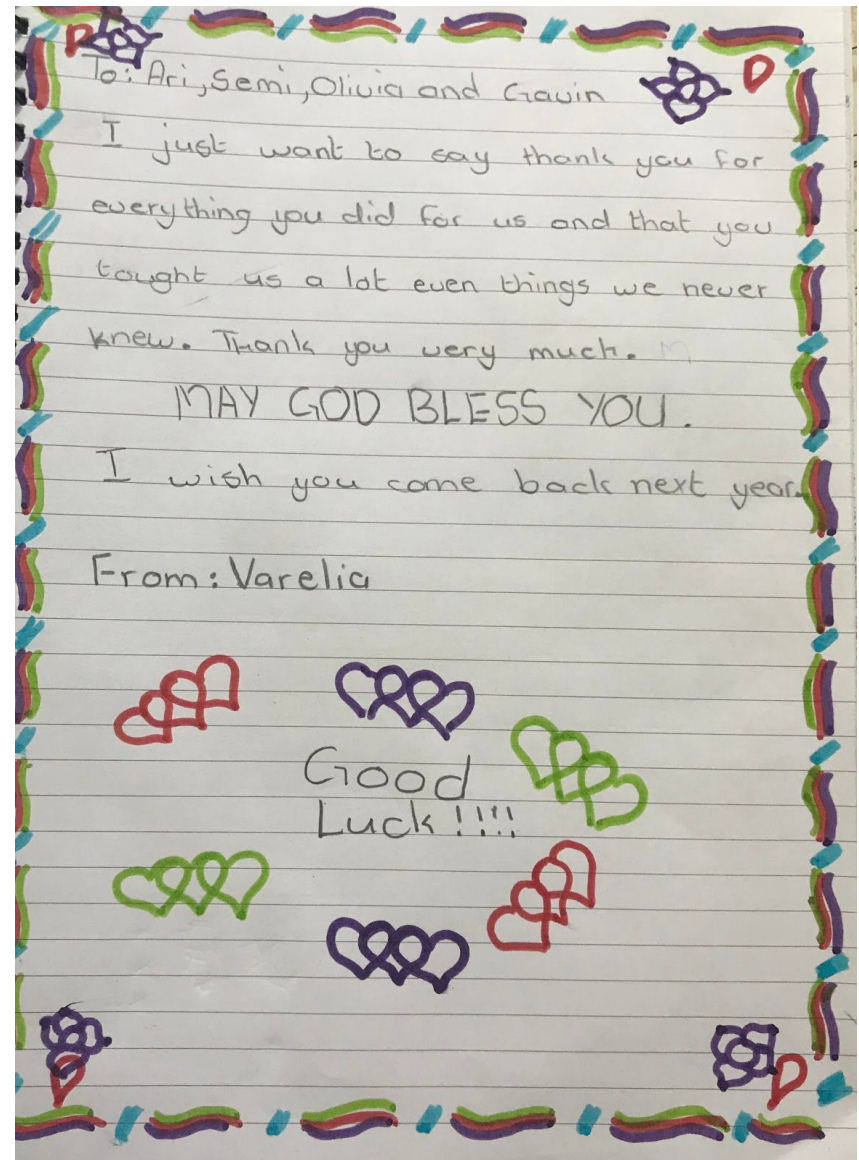 To: Ari, Semi, Olivia and Gavin
I just want to say thank you for
everything you did for us and that you
tought us a lot even things we never
knew. Thank you very much.
MAY GOD BLESS YOU.
I wish you come back next year.
From: Varelia
Good
Luck !!!!